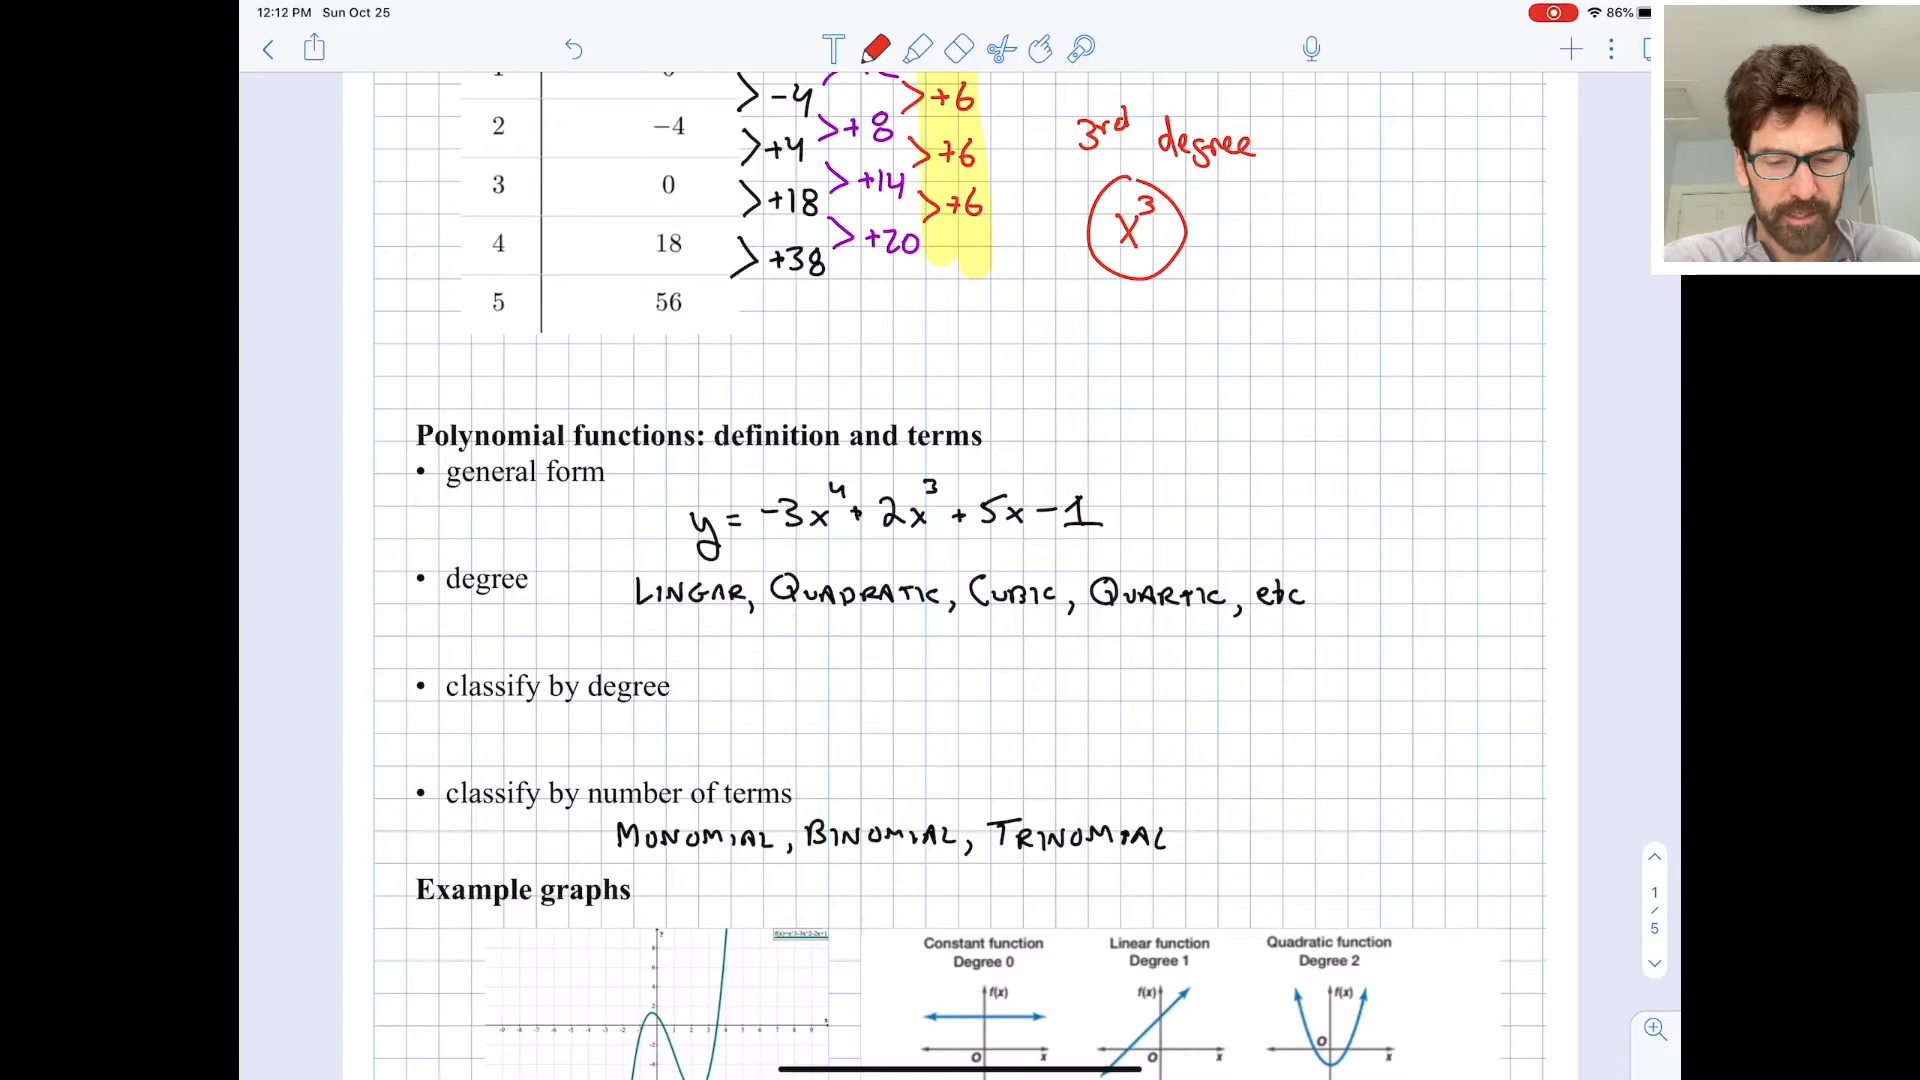 12:12 PM Sun Oct 25
86%
T
>-4 >+6
2 -4 >+8
>+4 >+6
3 0 >+14
>+18 >+6
4 18 >+20
>+38
5 56
3rd degree
x³
Polynomial functions: definition and terms
• general form
y = -3x⁴ + 2x³ + 5x - 1
• degree
LINEAR, QUADRATIC, CUBIC, QUARTIC, etc
• classify by degree
• classify by number of terms
MONOMIAL, BINOMIAL, TRINOMIAL
Example graphs
Constant function
Degree 0
f(x)
O x
Linear function
Degree 1
f(x)
O x
Quadratic function
Degree 2
f(x)
O x
1
/
5